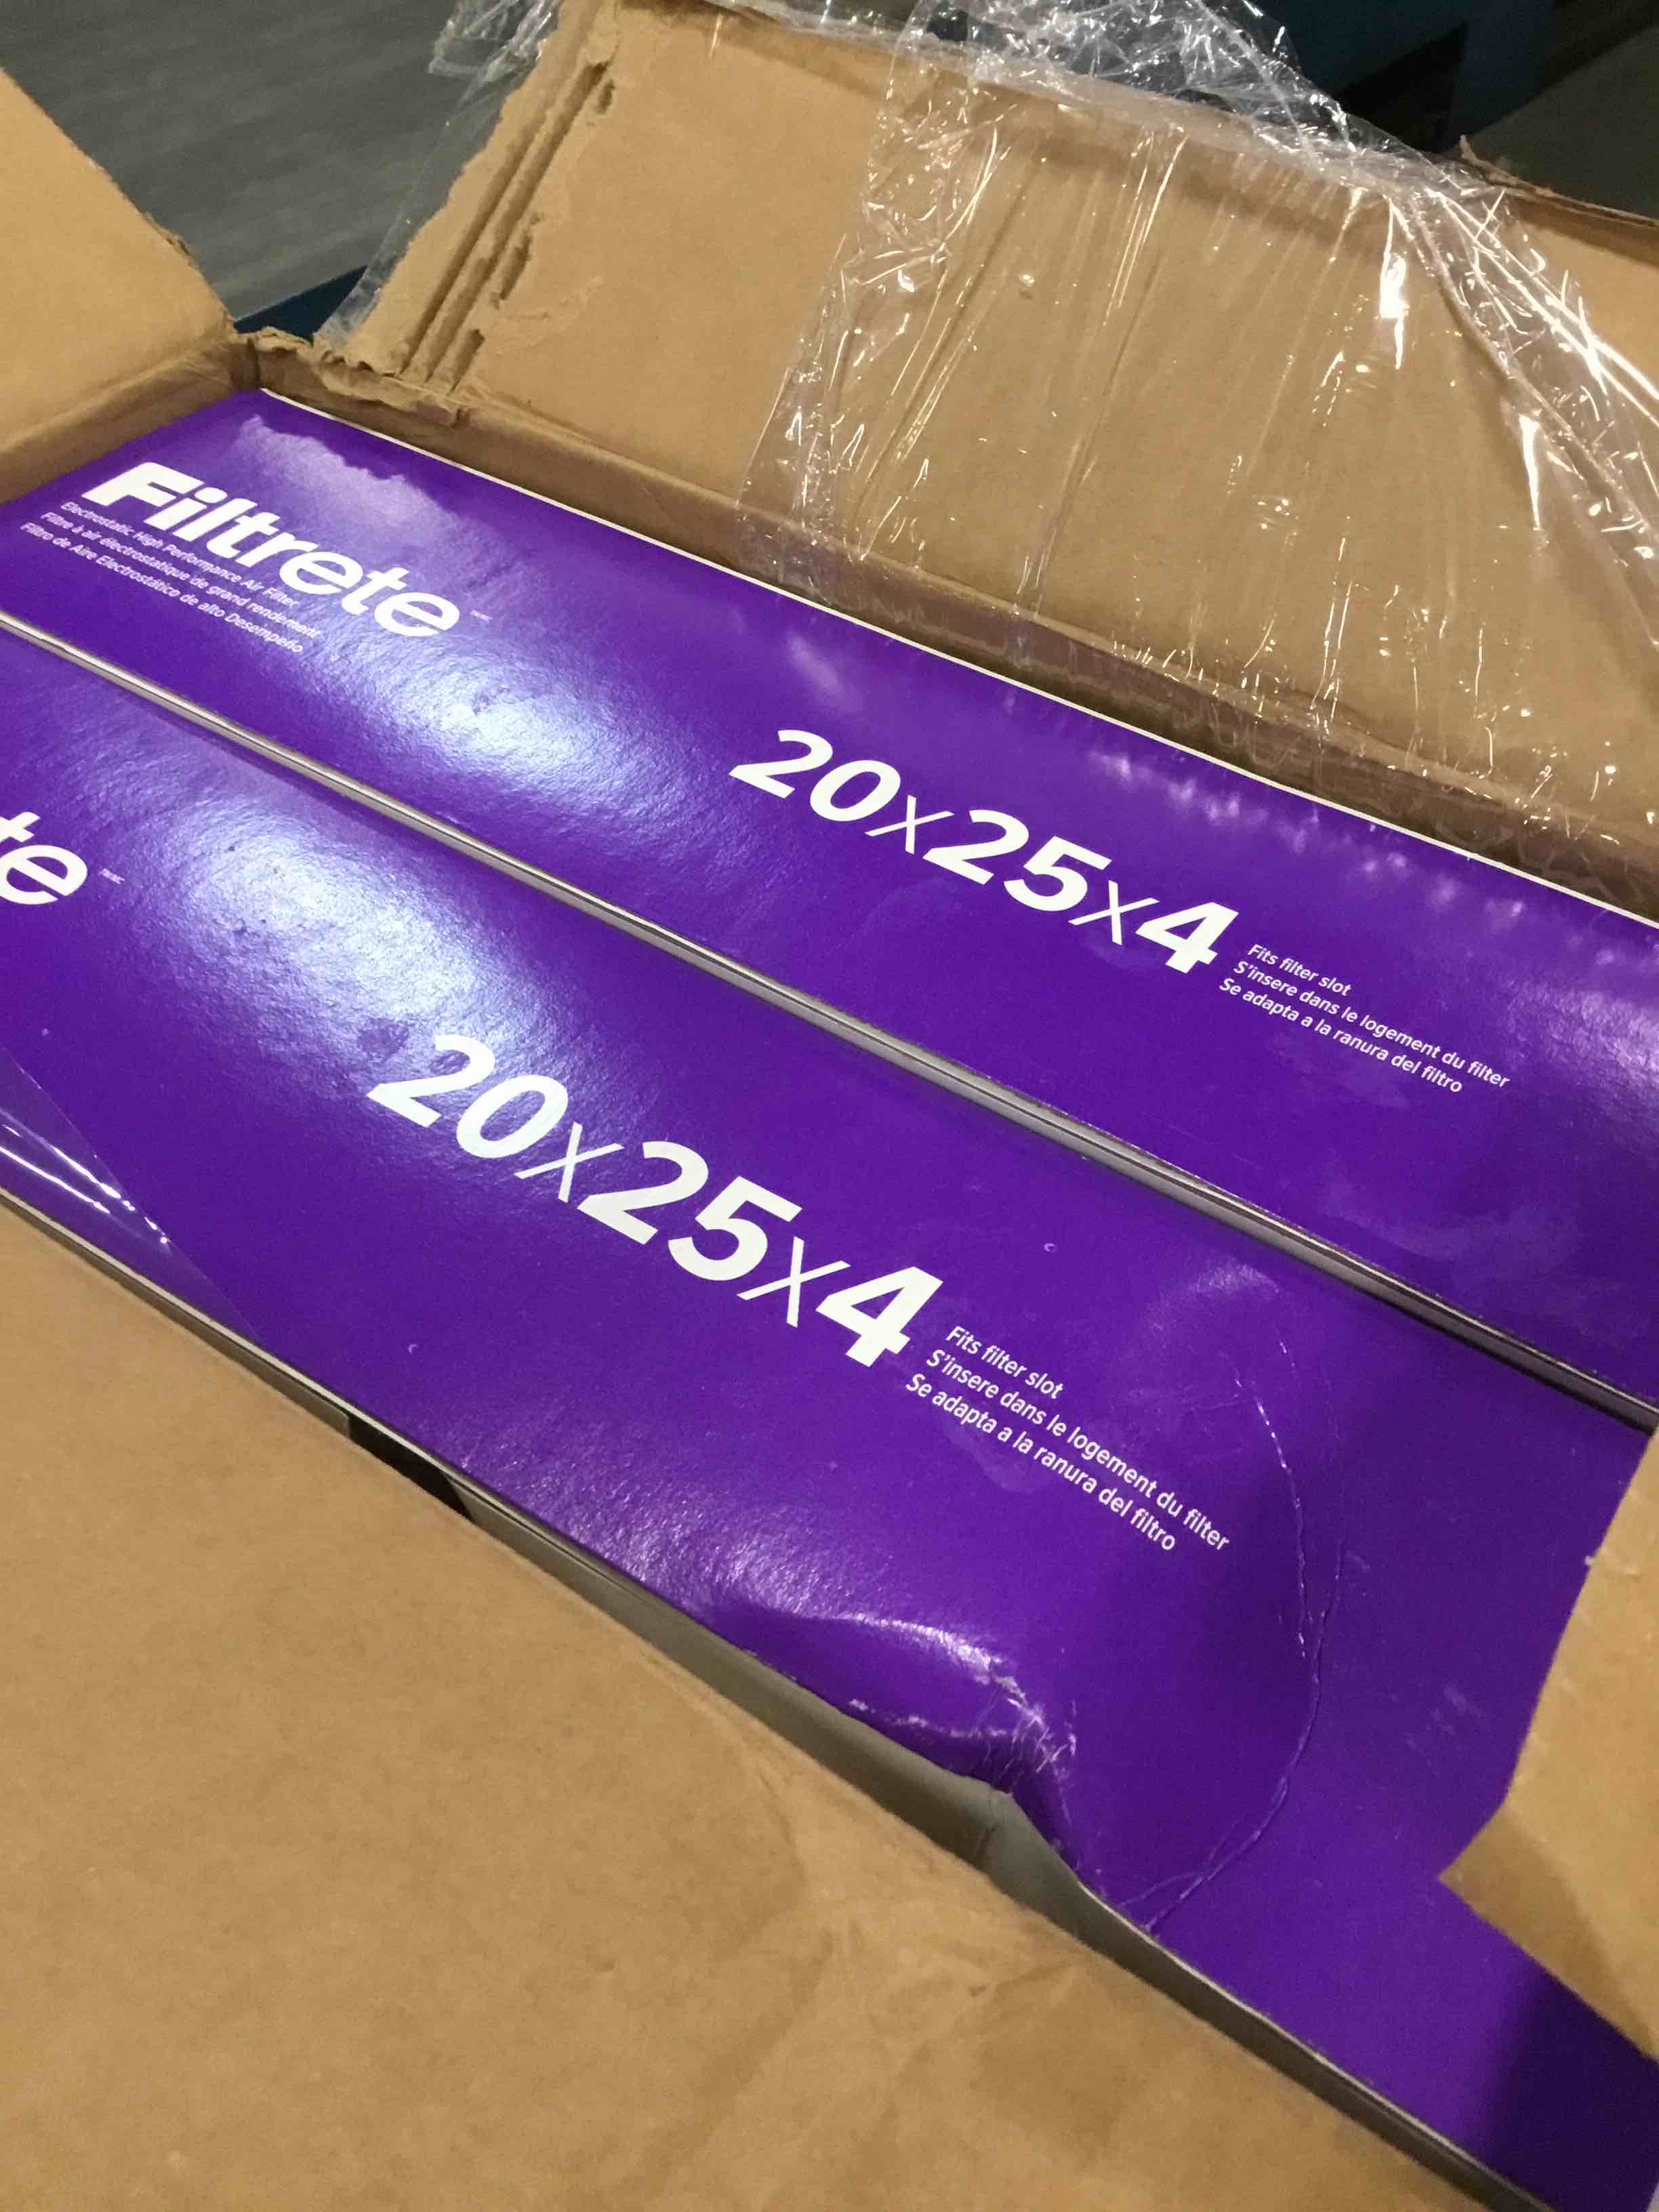 Filtrete
Electrostatic High Performance Air Filter
Filtre à air électrostatique de grand rendement
Filtro de Aire Electrostático de alto Desempeño
20x25x4
Fits filter slot
S'insere dans le logement du filter
Se adapta a la ranura del filtro
te
20x25x4
Fits filter slot
S'insere dans le logement du filter
Se adapta a la ranura del filtro